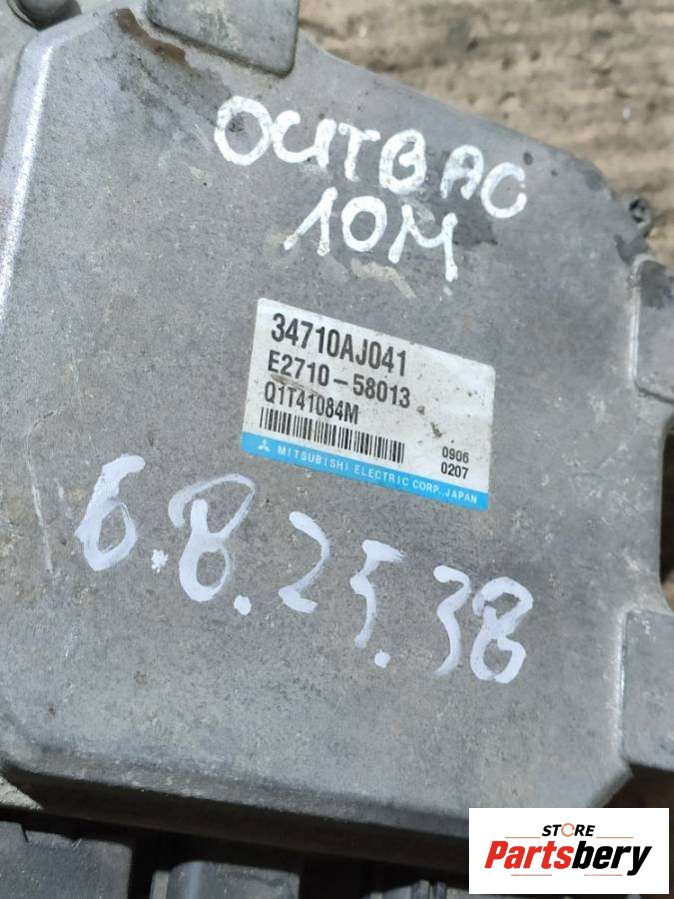 OUTBAC
10M
34710AJ041
E2710-58013
Q1T41084M
0906
0207
MITSUBISHI ELECTRIC CORP., JAPAN
6.8.25.38
STORE
Partsbery